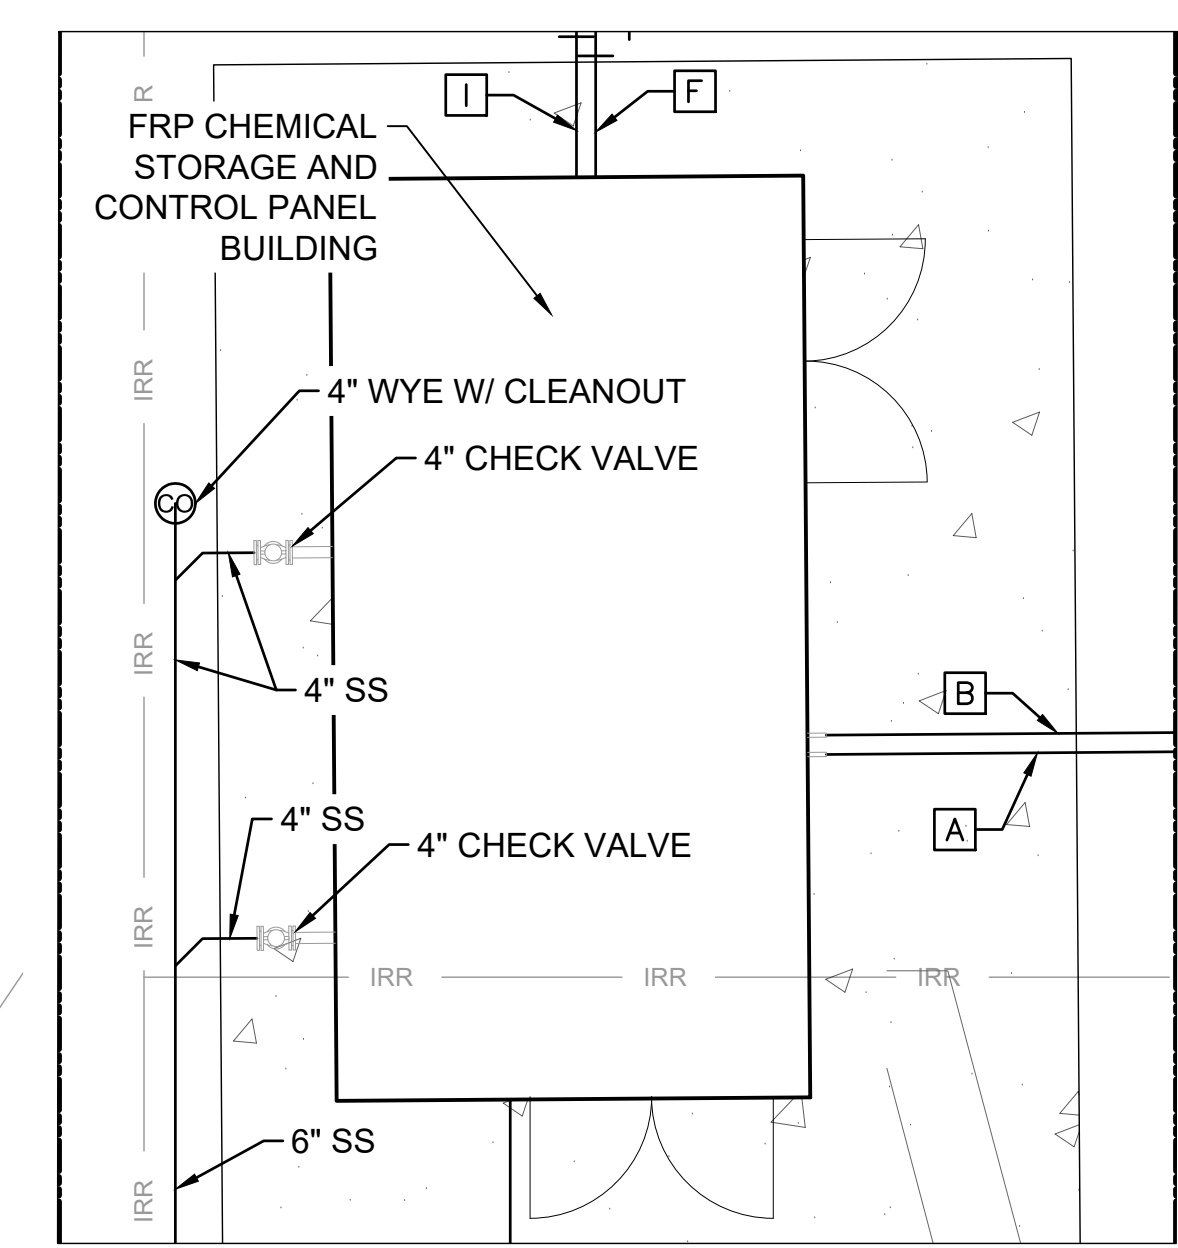 R
I
F
FRP CHEMICAL
STORAGE AND
CONTROL PANEL
BUILDING
IRR
4" WYE W/ CLEANOUT
4" CHECK VALVE
CO
IRR
4" SS
B
A
4" SS
4" CHECK VALVE
IRR
IRR
IRR
IRR
6" SS
IRR